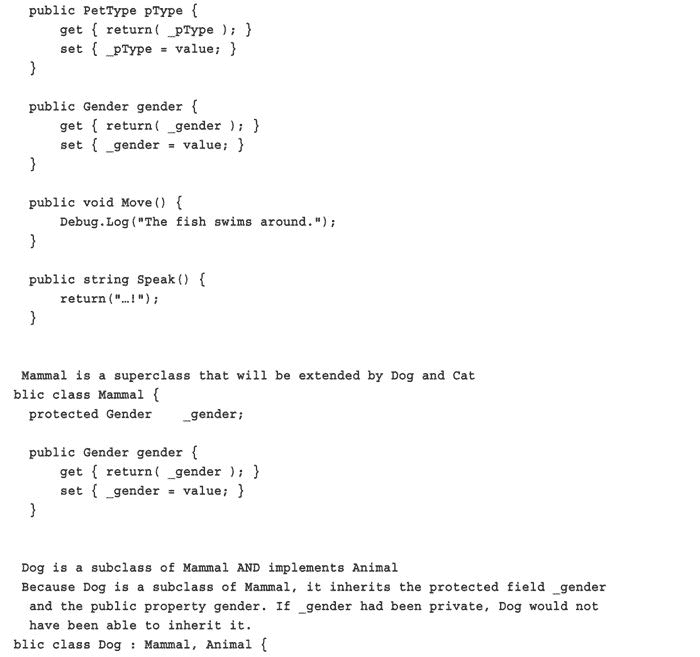 public PetType pType {
get { return( _pType ); }
set { _pType = value; }
}
public Gender gender {
get { return( _gender ); }
set { _gender = value; }
}
public void Move() {
Debug.Log("The fish swims around.");
}
public string Speak() {
return("…!");
}
Mammal is a superclass that will be extended by Dog and Cat
blic class Mammal {
protected Gender    _gender;
public Gender gender {
get { return( _gender ); }
set { _gender = value; }
}
Dog is a subclass of Mammal AND implements Animal
Because Dog is a subclass of Mammal, it inherits the protected field _gender
and the public property gender. If _gender had been private, Dog would not
have been able to inherit it.
blic class Dog : Mammal, Animal {